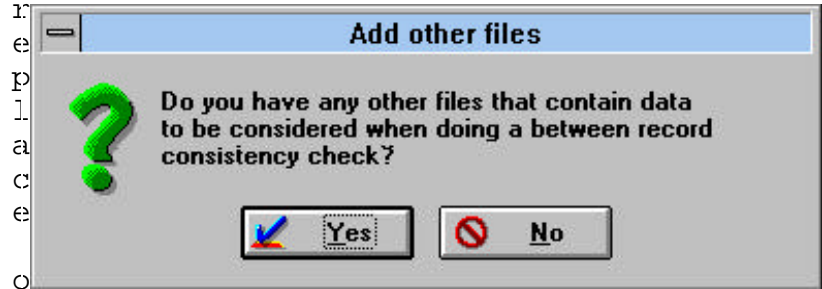 r
e
p
l
a
c
e
o
Add other files
Do you have any other files that contain data
to be considered when doing a between record
consistency check?
Yes
No